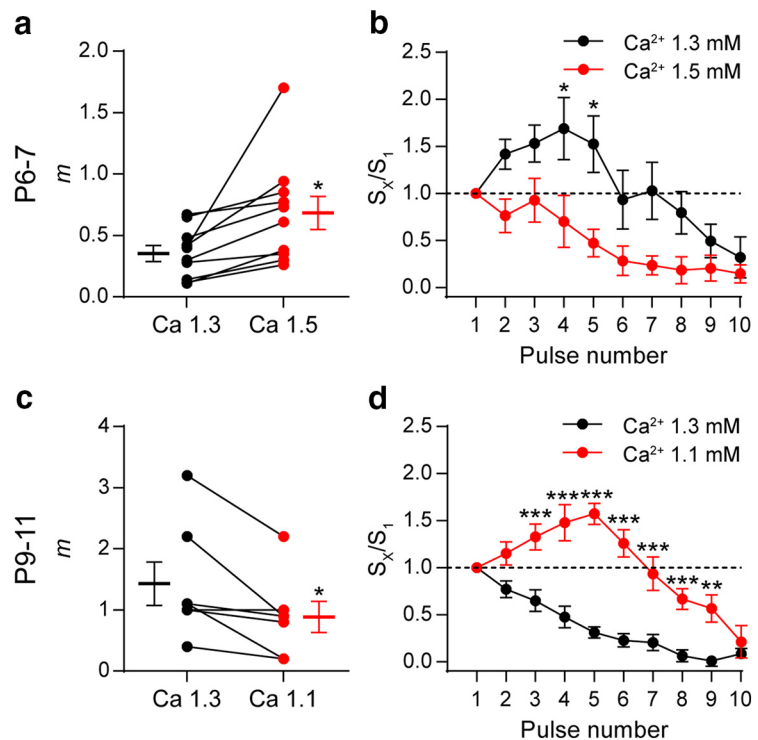 a
P6-7
m
2.0
1.5
1.0
0.5
0.0
*
Ca 1.3 Ca 1.5
b
Sx/S1
2.5
2.0
1.5
1.0
0.5
0.0
Ca²⁺ 1.3 mM
Ca²⁺ 1.5 mM
* *
1 2 3 4 5 6 7 8 9 10
Pulse number
c
P9-11
m
4
3
2
1
0
*
Ca 1.3 Ca 1.1
d
Sx/S1
2.5
2.0
1.5
1.0
0.5
0.0
Ca²⁺ 1.3 mM
Ca²⁺ 1.1 mM
*** *** *** *** *** *** **
1 2 3 4 5 6 7 8 9 10
Pulse number